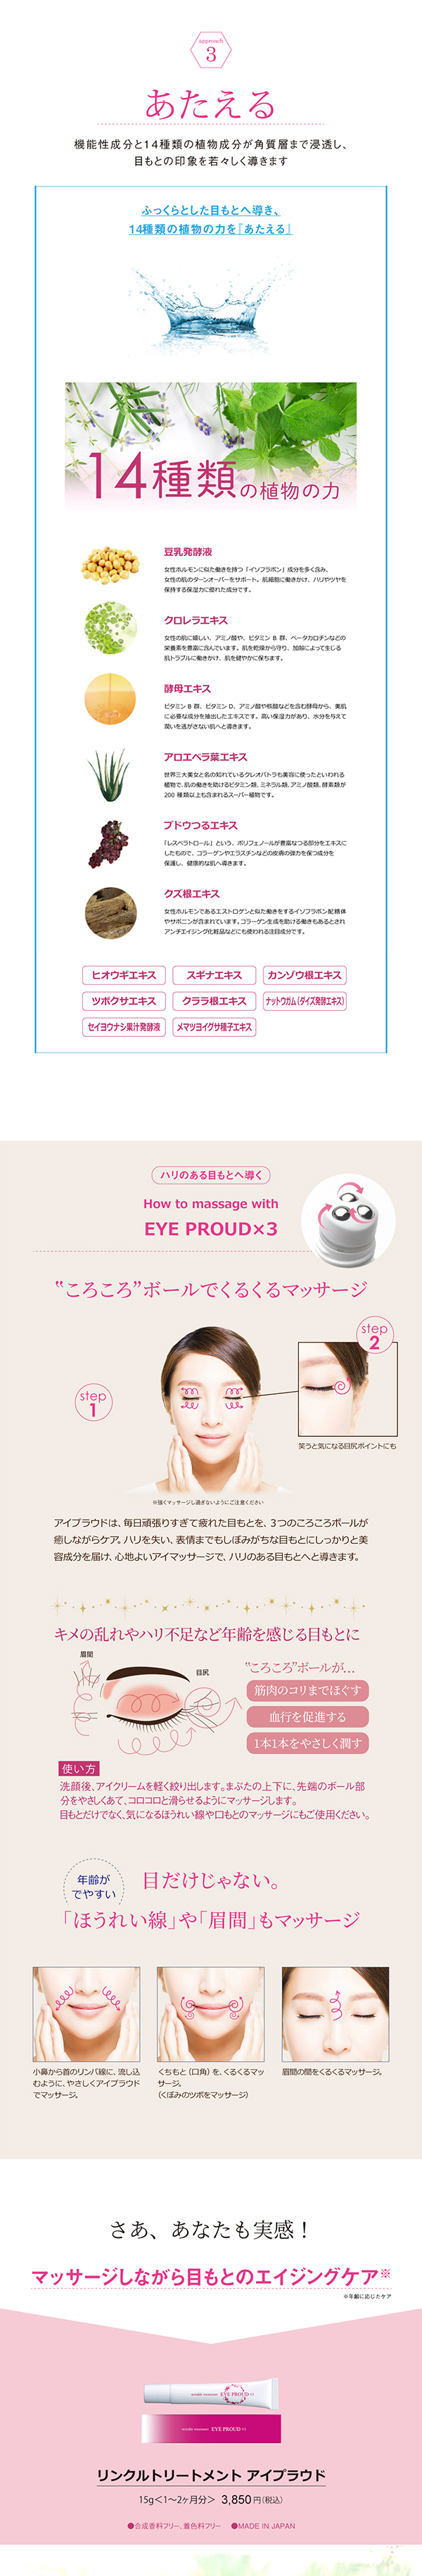 approach
3
あたえる
機能性成分と14種類の植物成分が角質層まで浸透し、
目もとの印象を若々しく導きます
ふっくらとした目もとへ導き、
14種類の植物の力を『あたえる』
14種類の植物の力
豆乳発酵液
女性ホルモンに似た働きを持つ「イソフラボン」成分を多く含み、
女性の肌のターンオーバーをサポート。肌細胞に働きかけ、ハリやツヤを
保持する保湿力に優れた成分です。
クロレラエキス
女性の肌に嬉しい、アミノ酸や、ビタミン B 群、ベータカロチンなどの
栄養素を豊富に含んでいます。肌を乾燥から守り、加齢によって生じる
肌トラブルに働きかけ、肌を健やかに保ちます。
酵母エキス
ビタミン B 群、ビタミン D、アミノ酸や核酸などを含む酵母から、美肌
に必要な成分を抽出したエキスです。高い保湿力があり、水分を与えて
潤いを逃がさない肌へと導きます。
アロエベラ葉エキス
世界三大美女と名の知れているクレオパトラも美容に使ったといわれる
植物で、肌の働きを助けるビタミン類、ミネラル類、アミノ酸類、酵素類が
200 種類以上も含まれるスーパー植物です。
ブドウつるエキス
「レスベラトロール」という、ポリフェノールが豊富なつる部分をエキスに
したもので、コラーゲンやエラスチンなどの皮膚の弾力を保つ成分を
保護し、健康的な肌へ導きます。
クズ根エキス
女性ホルモンであるエストロゲンと似た働きをするイソフラボン配糖体
やサポニンが含まれています。コラーゲン生成を助ける働きもあるとされ
アンチエイジング化粧品などにも使われる注目成分です。
ヒオウギエキス
スギナエキス
カンゾウ根エキス
ツボクサエキス
クララ根エキス
ナットウガム(ダイズ発酵エキス)
セイヨウナシ果汁発酵液
メマツヨイグサ種子エキス
ハリのある目もとへ導く
How to massage with
EYE PROUD×3
“ころころ”ボールでくるくるマッサージ
step
1
step
2
笑うと気になる目尻ポイントにも
※強くマッサージし過ぎないようにご注意ください
アイプラウドは、毎日頑張りすぎて疲れた目もとを、3つのころころボールが
癒しながらケア。ハリを失い、表情までもしぼみがちな目もとにしっかりと美
容成分を届け、心地よいアイマッサージで、ハリのある目もとへと導きます。
キメの乱れやハリ不足など年齢を感じる目もとに
眉間
目尻
“ころころ”ボールが…
筋肉のコリまでほぐす
血行を促進する
1本1本をやさしく潤す
使い方
洗顔後、アイクリームを軽く絞り出します。まぶたの上下に、先端のボール部
分をやさしくあて、コロコロと滑らせるようにマッサージします。
目もとだけでなく、気になるほうれい線や口もとのマッサージにもご使用ください。
年齢が
でやすい
目だけじゃない。
「ほうれい線」や「眉間」もマッサージ
小鼻から首のリンパ線に、流し込
むように、やさしくアイプラウド
でマッサージ。
くちもと（口角）を、くるくるマッ
サージ。
（くぼみのツボをマッサージ）
眉間の間をくるくるマッサージ。
さあ、あなたも実感！
マッサージしながら目もとのエイジングケア※
※年齢に応じたケア
wrinkle treatment EYE PROUD×3
wrinkle treatment EYE PROUD×3
リンクルトリートメント アイプラウド
15g＜1〜2ヶ月分＞ 3,850円(税込)
●合成香料フリー、着色料フリー ●MADE IN JAPAN